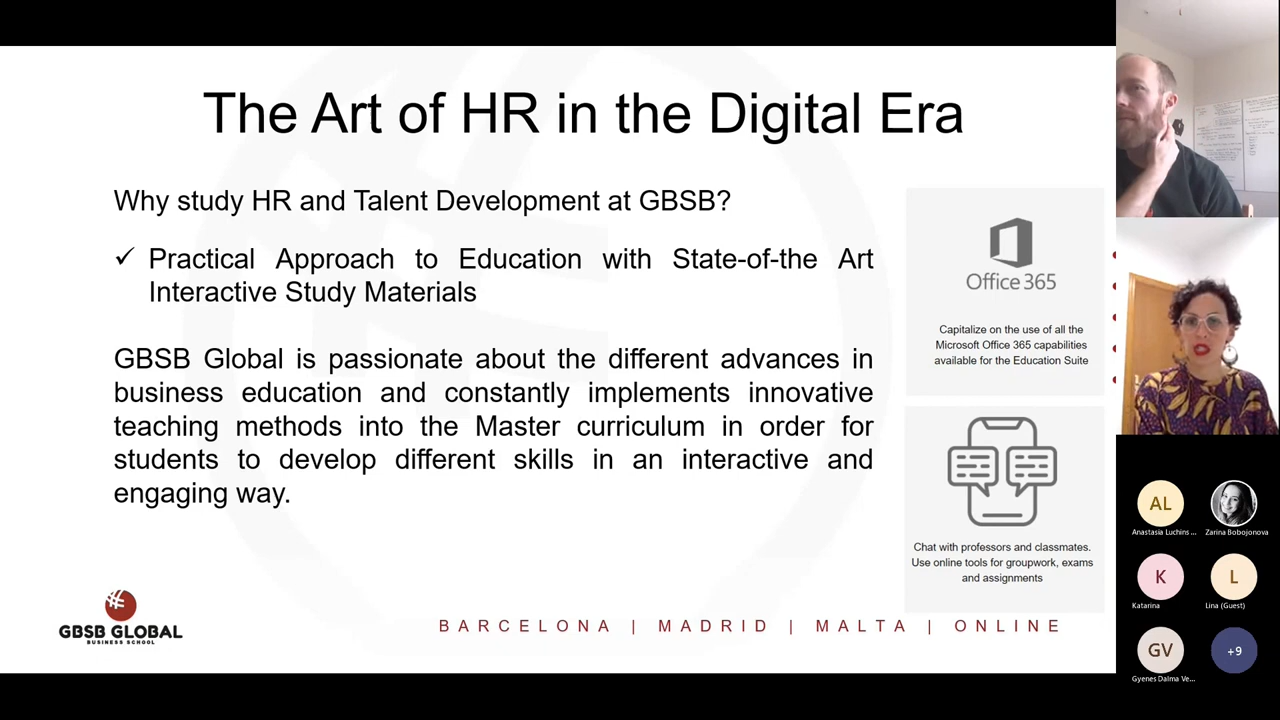 The Art of HR in the Digital Era
Why study HR and Talent Development at GBSB?
✓ Practical Approach to Education with State-of-the Art
Interactive Study Materials
GBSB Global is passionate about the different advances in
business education and constantly implements innovative
teaching methods into the Master curriculum in order for
students to develop different skills in an interactive and
engaging way.
Office 365
Capitalize on the use of all the
Microsoft Office 365 capabilities
available for the Education Suite
Chat with professors and classmates.
Use online tools for groupwork, exams
and assignments
GBSB GLOBAL
BUSINESS SCHOOL
BARCELONA | MADRID | MALTA | ONLINE
AL
Anastasia Luchins ...
Zarina Bobojonova
K
Katarina
L
Lina (Guest)
GV
Gyenes Dalma Ve...
+9